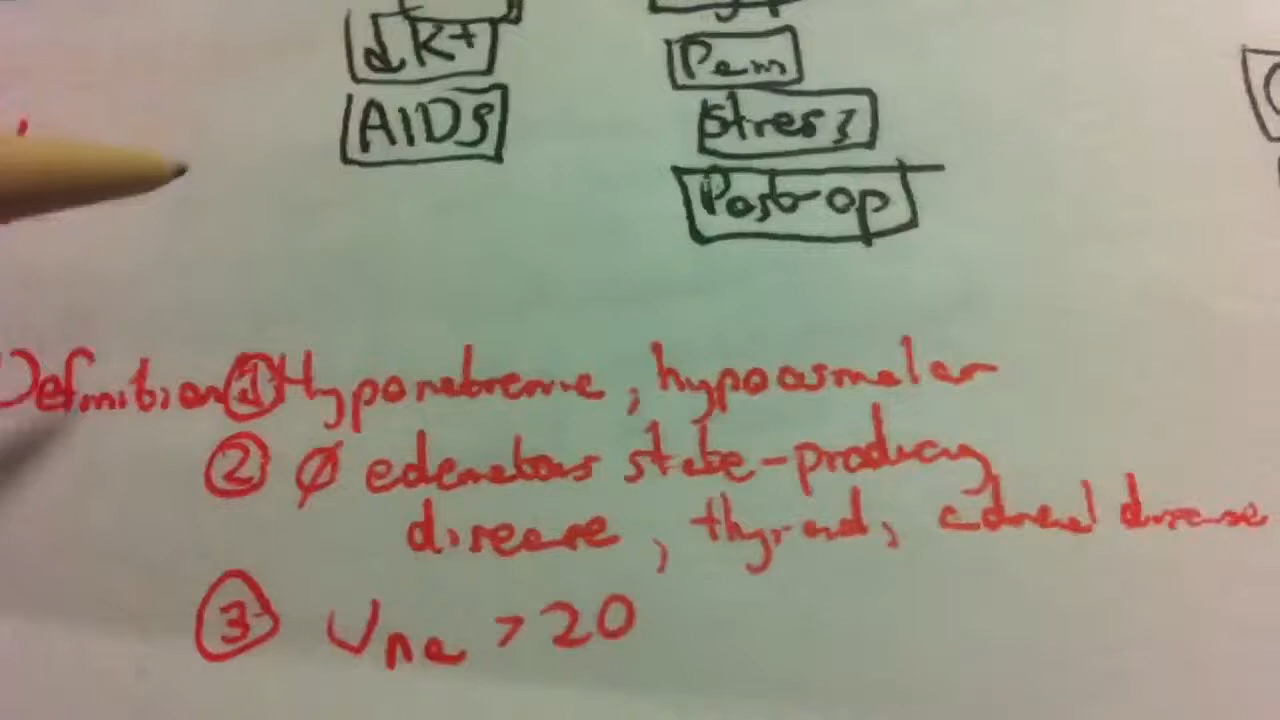 ↓K+
AIDS
Pain
Stress
Post-op
Definition ① Hyponatremic, hypoosmolar
② Ø edematous state-producing
disease, thyroid, adrenal disease
③ UNa > 20